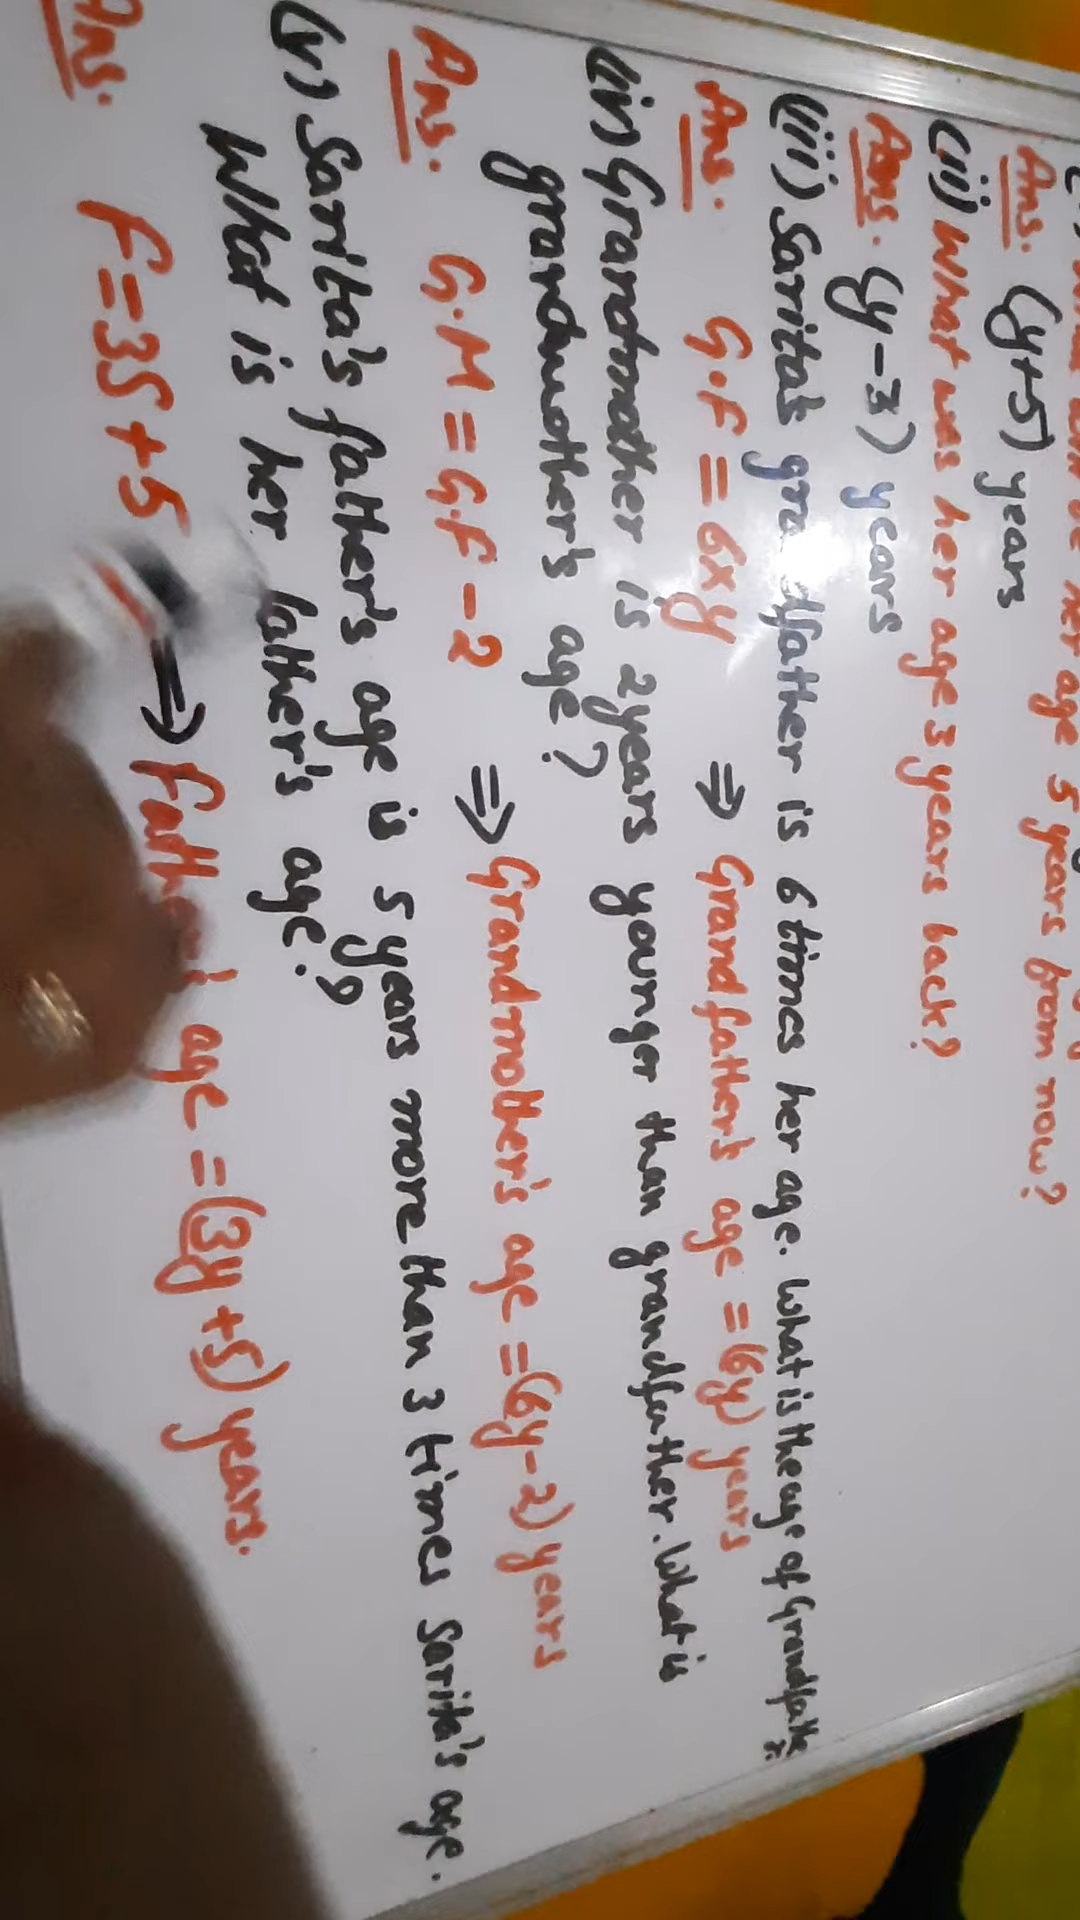 her age 5 years from now?
Ans. (y+5) years
(ii) What was her age 3 years back?
Ans. (y-3) years
(iii) Sarita's grandfather is 6 times her age. What is the age of Grandfather?
Ans. G.F = 6xy ⇒ Grandfather's age = (6y) years
(iv) Grandmother is 2years younger than grandfather. What is
grandmother's age?
Ans. G.M = G.F - 2 ⇒ Grandmother's age = (6y-2) years
(v) Sarita's father's age is 5 years more than 3 times Sarita's age.
What is her father's age?
Ans. F = 3S + 5 ⇒ age = (3y+5) years.